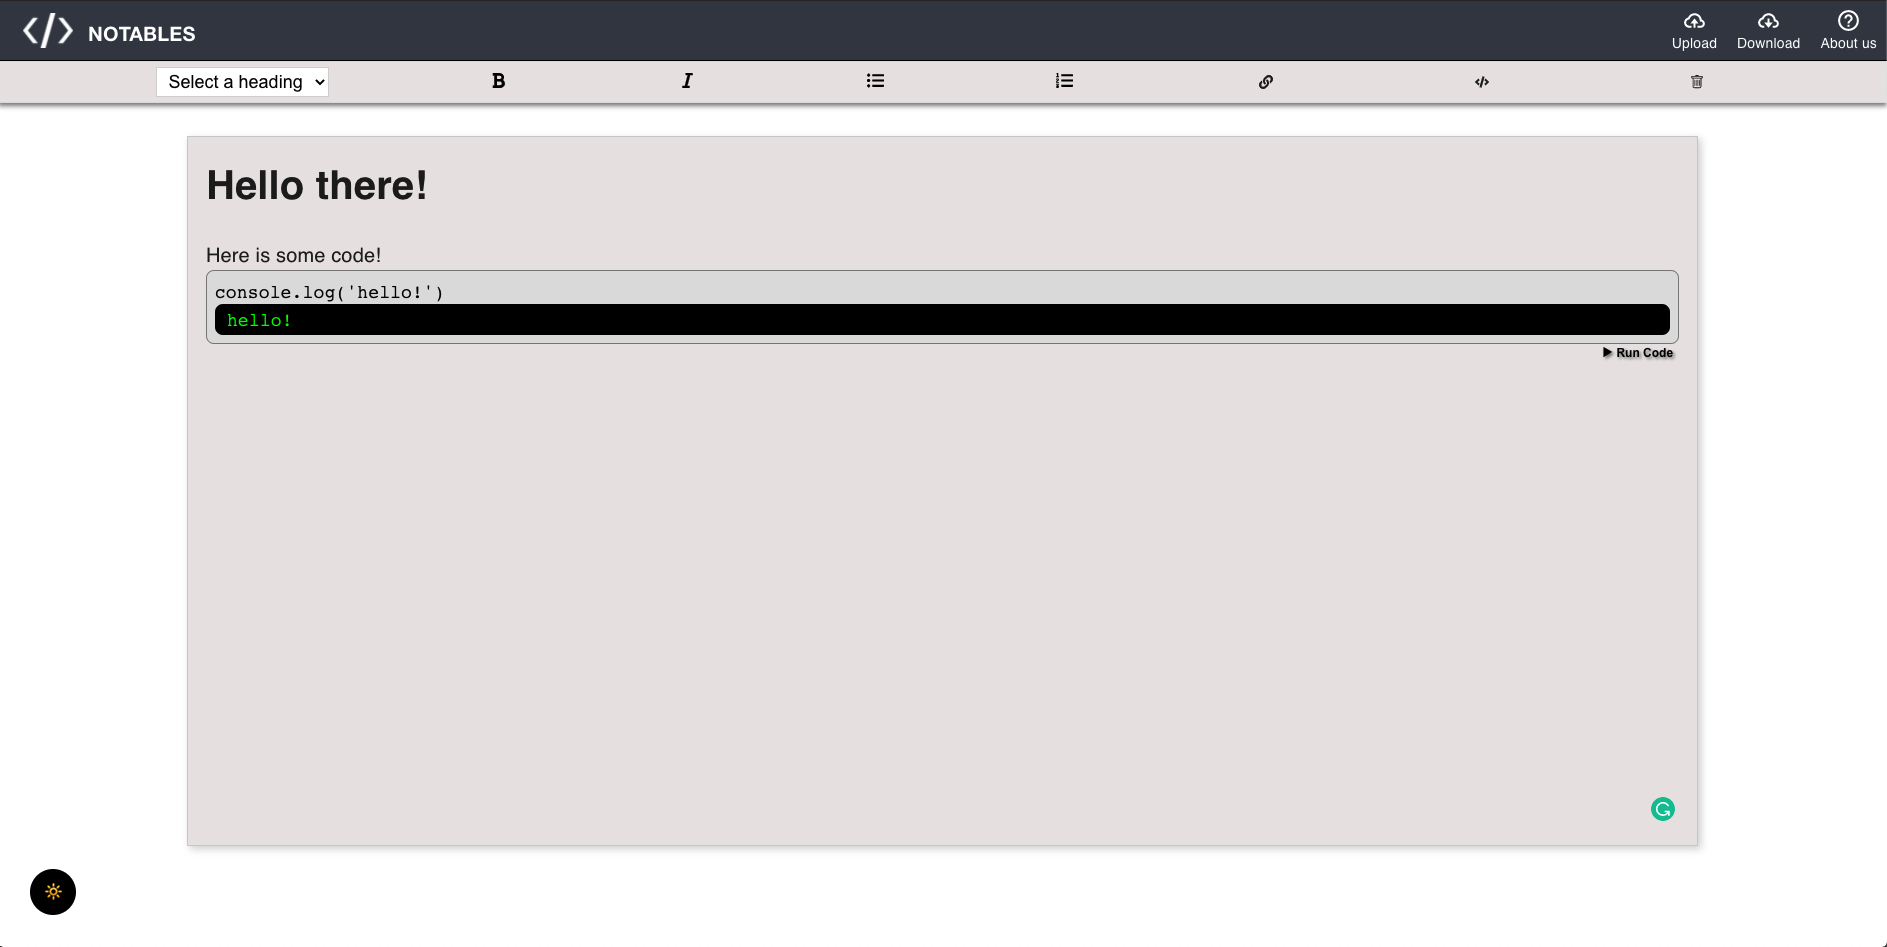 </> NOTABLES
Upload Download About us
Select a heading B I </>
Hello there!
Here is some code!
console.log('hello!')
hello!
Run Code